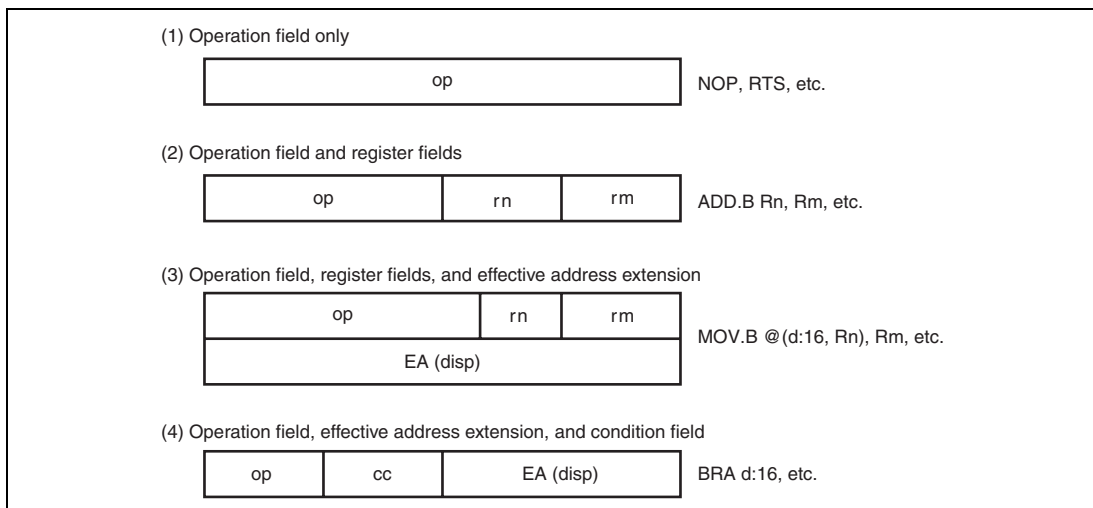 (1) Operation field only
op
NOP, RTS, etc.
(2) Operation field and register fields
op rn rm
ADD.B Rn, Rm, etc.
(3) Operation field, register fields, and effective address extension
op rn rm
MOV.B @(d:16, Rn), Rm, etc.
EA (disp)
(4) Operation field, effective address extension, and condition field
op cc EA (disp)
BRA d:16, etc.